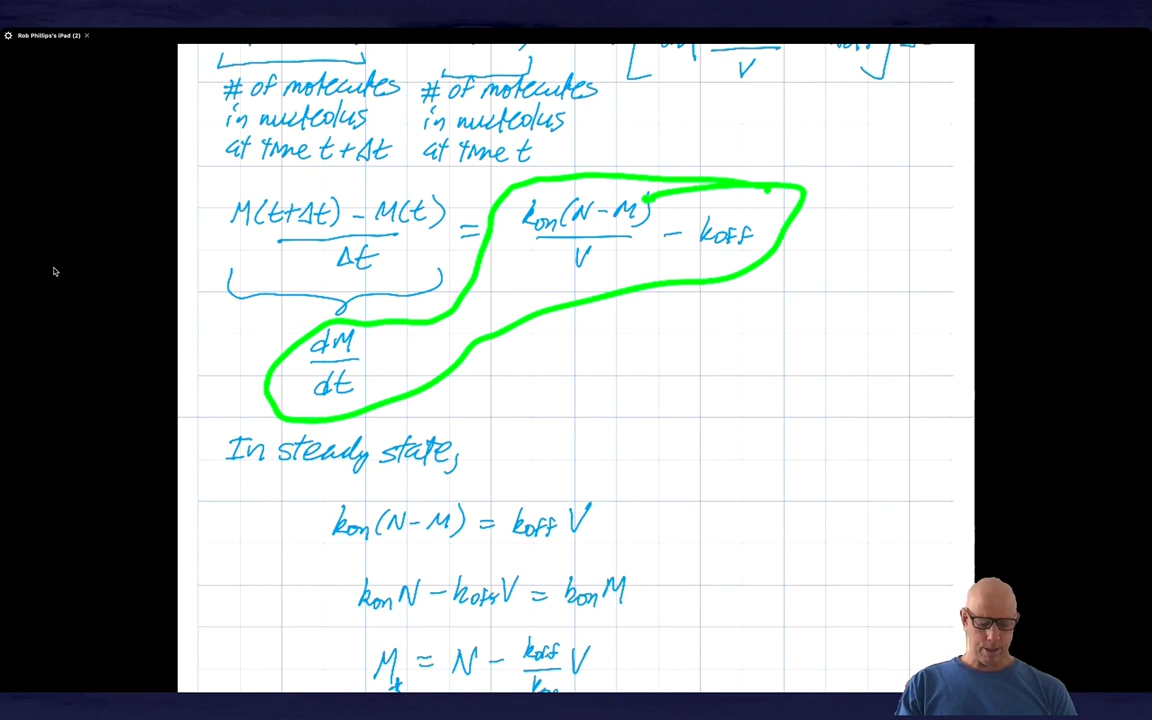 Rob Phillips's iPad (2) ×
V
# of molecules # of molecules
in nucleolus in nucleolus
at time t + Δt at time t
M(t+Δt) - M(t) / Δt = kon(N-M) / V - koff
dM / dt
In steady state,
kon(N-M) = koff V
konN - koffV = konM
M* = N - koff / kon V